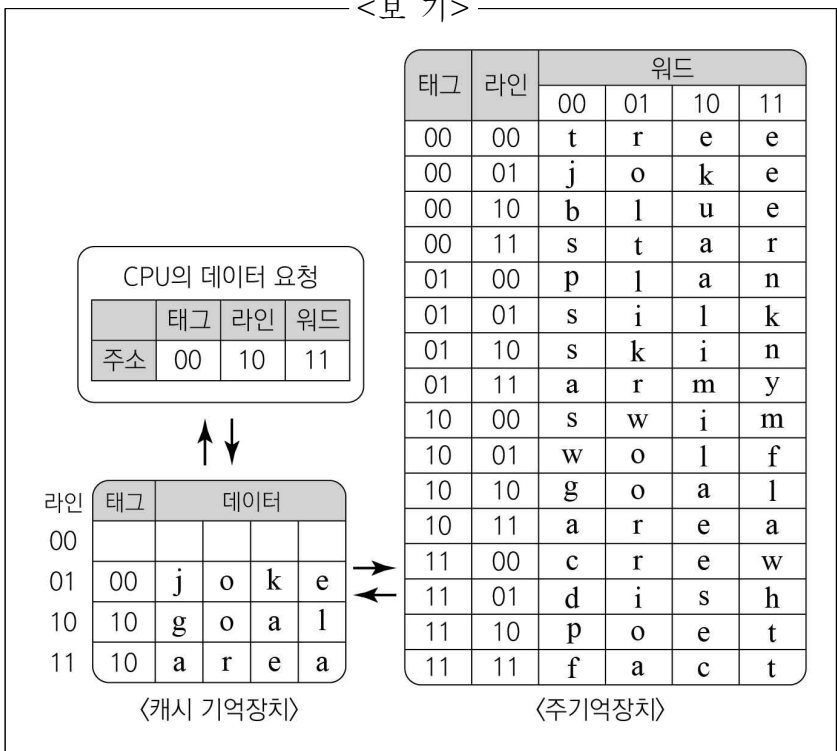 <보 기>
CPU의 데이터 요청
태그 라인 워드
주소 00 10 11
라인 태그 데이터
00
01 00 j o k e
10 10 g o a l
11 10 a r e a
〈캐시 기억장치〉
태그 라인 워드
00 01 10 11
00 00 t r e e
00 01 j o k e
00 10 b l u e
00 11 s t a r
01 00 p l a n
01 01 s i l k
01 10 s k i n
01 11 a r m y
10 00 s w i m
10 01 w o l f
10 10 g o a l
10 11 a r e a
11 00 c r e w
11 01 d i s h
11 10 p o e t
11 11 f a c t
〈주기억장치〉